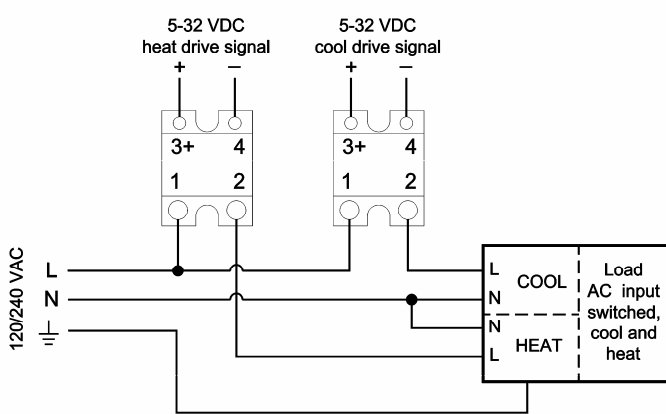 5-32 VDC
heat drive signal
+ −
5-32 VDC
cool drive signal
+ −
3+ 4
1 2
3+ 4
1 2
120/240 VAC
L
N
L
COOL
N
N
HEAT
L
Load
AC input
switched,
cool and
heat